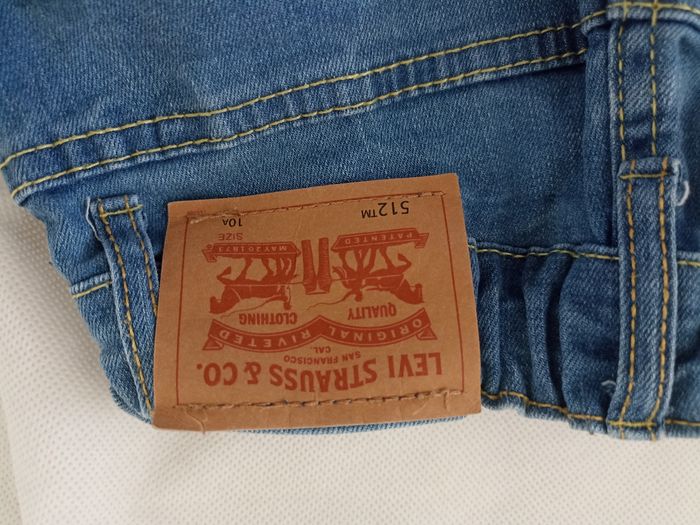 LEVI STRAUSS & CO.
SAN FRANCISCO
CAL.
ORIGINAL RIVETED
QUALITY CLOTHING
PATENTED MAY 20 1873
SIZE
512™ 10A